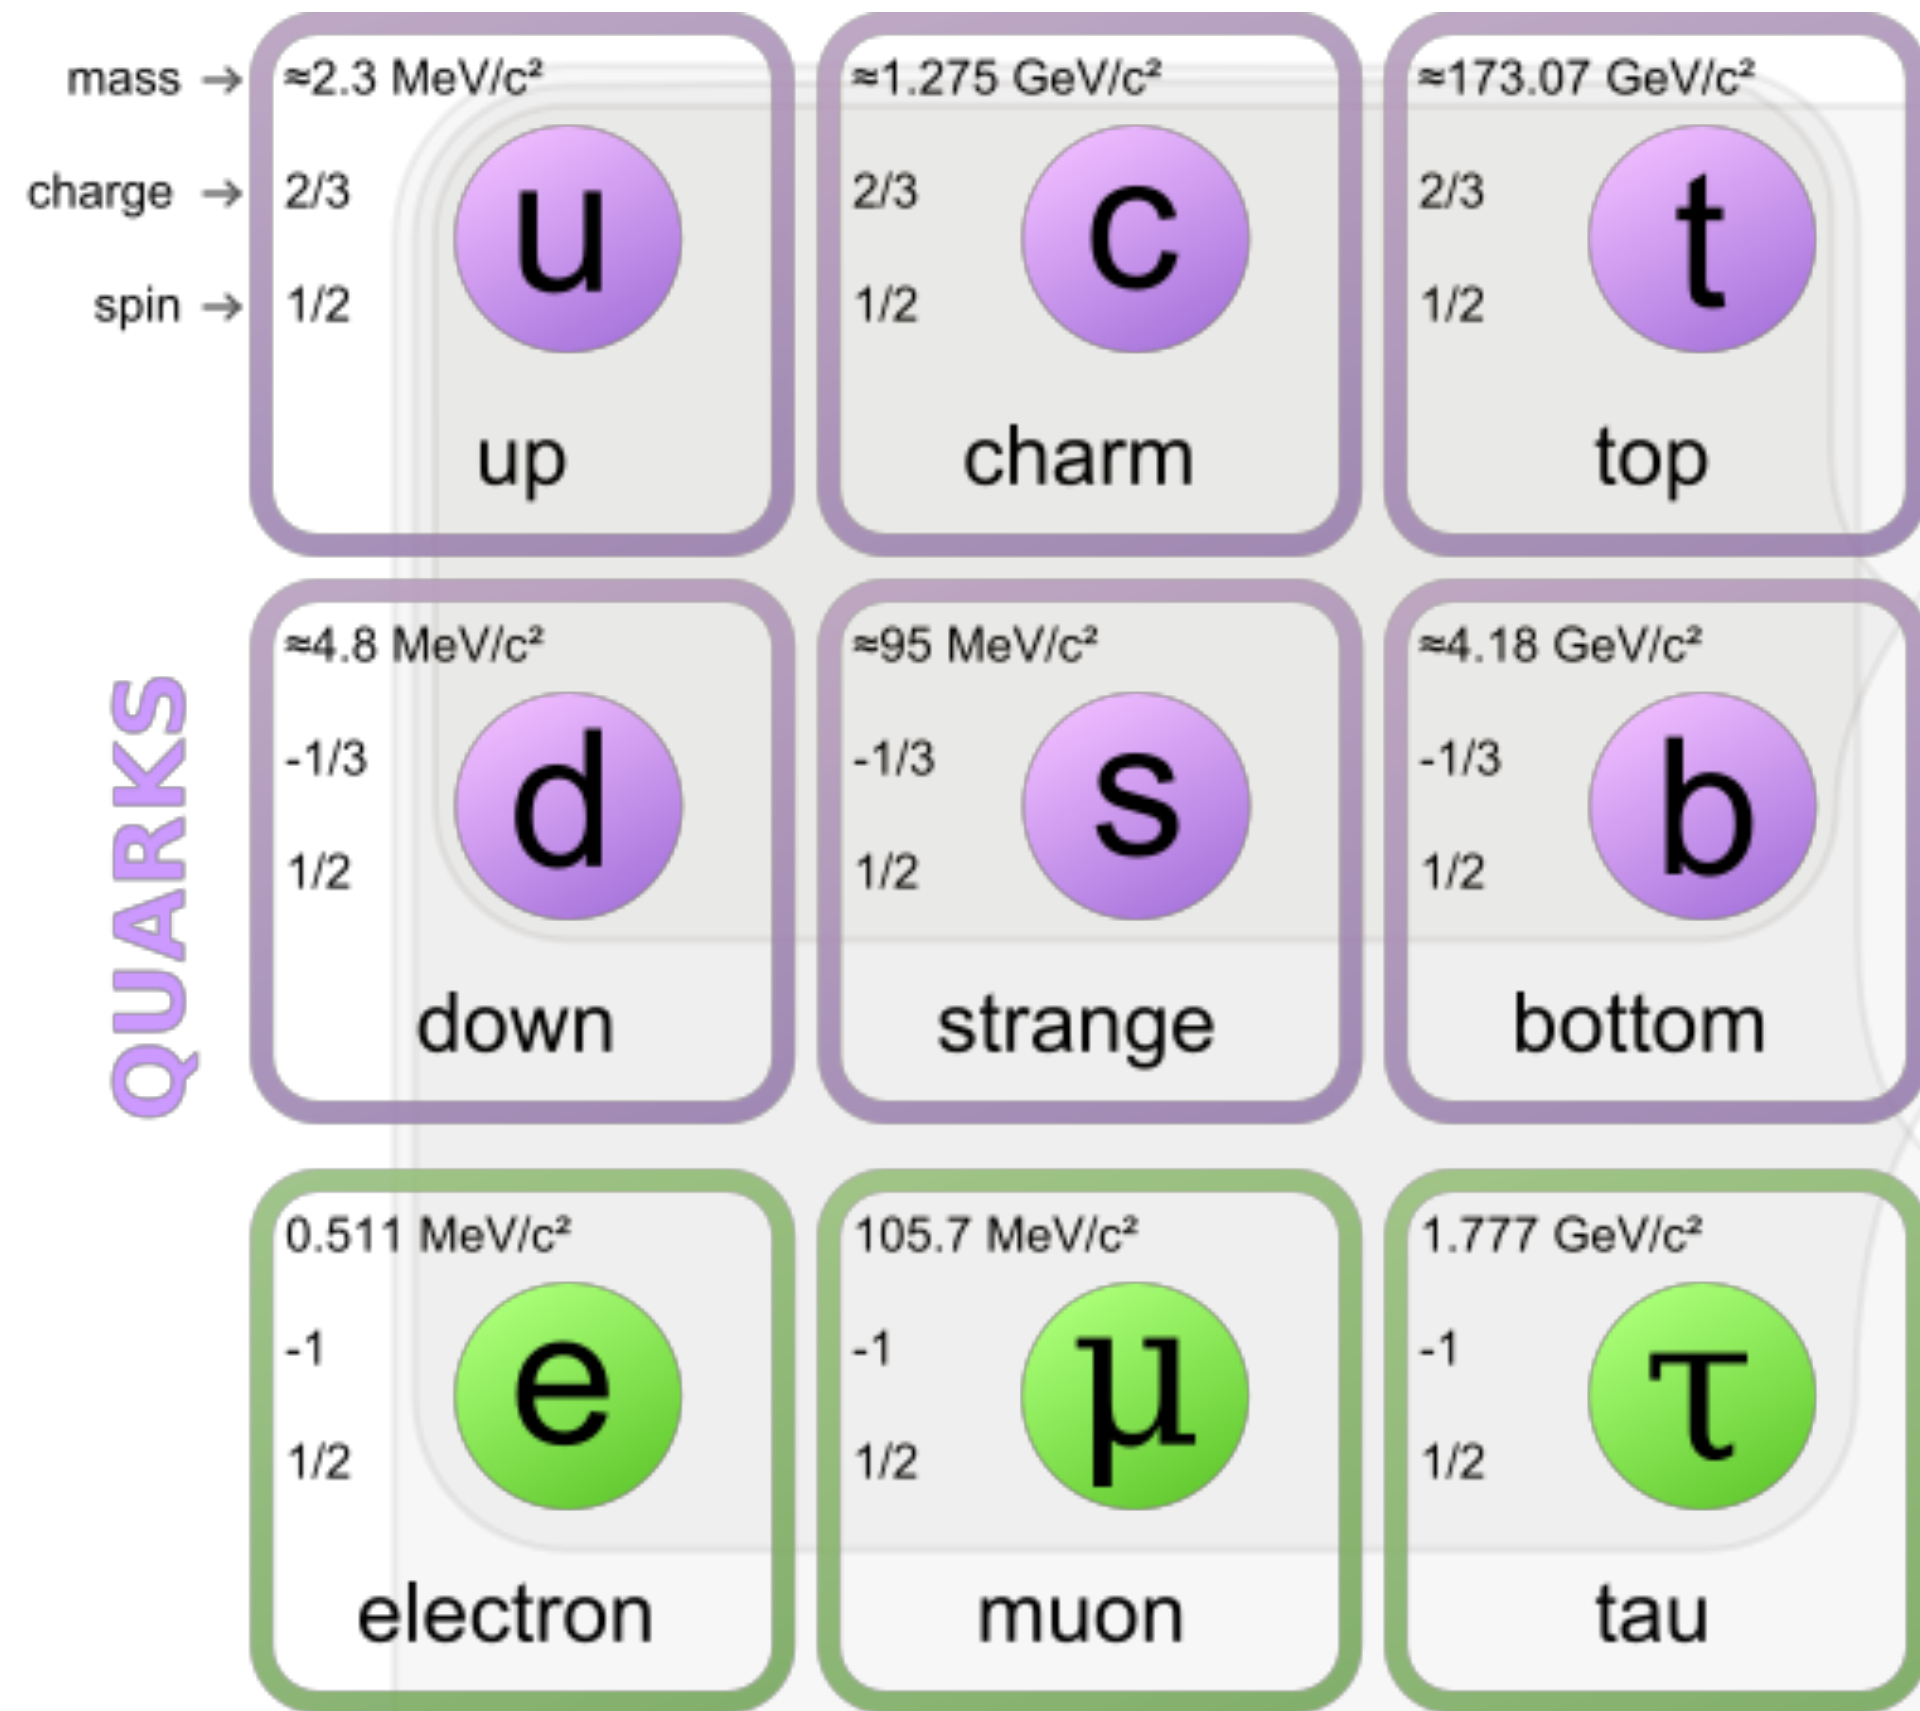 mass → ≈2.3 MeV/c² ≈1.275 GeV/c² ≈173.07 GeV/c²
charge → 2/3 2/3 2/3
u c t
spin → 1/2 1/2 1/2
up charm top
QUARKS
≈4.8 MeV/c² ≈95 MeV/c² ≈4.18 GeV/c²
-1/3 -1/3 -1/3
d s b
1/2 1/2 1/2
down strange bottom
0.511 MeV/c² 105.7 MeV/c² 1.777 GeV/c²
-1 -1 -1
e μ τ
1/2 1/2 1/2
electron muon tau